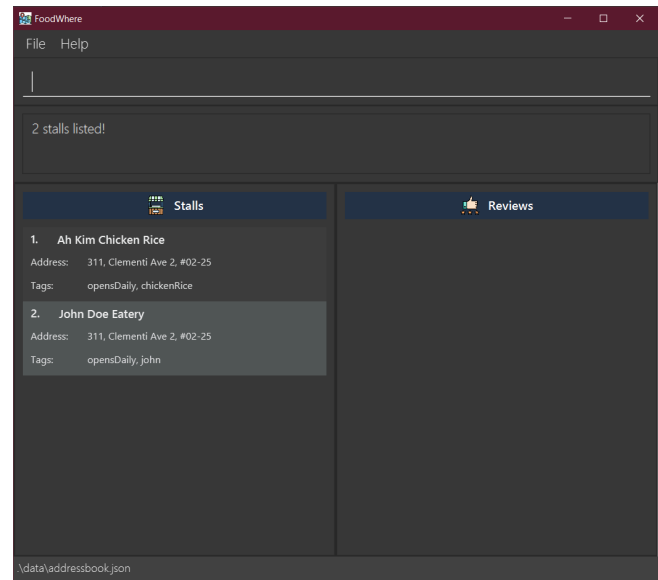 FoodWhere
File Help
2 stalls listed!
Stalls
1. Ah Kim Chicken Rice
Address: 311, Clementi Ave 2, #02-25
Tags: opensDaily, chickenRice
2. John Doe Eatery
Address: 311, Clementi Ave 2, #02-25
Tags: opensDaily, john
Reviews
.\data\addressbook.json